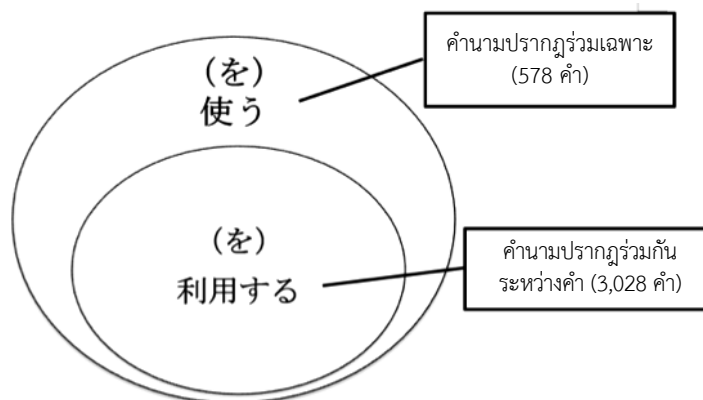 คำนามปรากฏร่วมเฉพาะ
(578 คำ)
(を)
使う
(を)
利用する
คำนามปรากฏร่วมกัน
ระหว่างคำ (3,028 คำ)